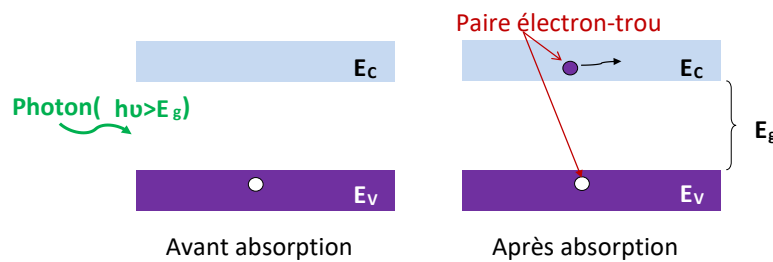 Paire électron-trou
E_C
E_C
Photon( hυ>E_g)
E_g
E_V
E_V
Avant absorption
Après absorption